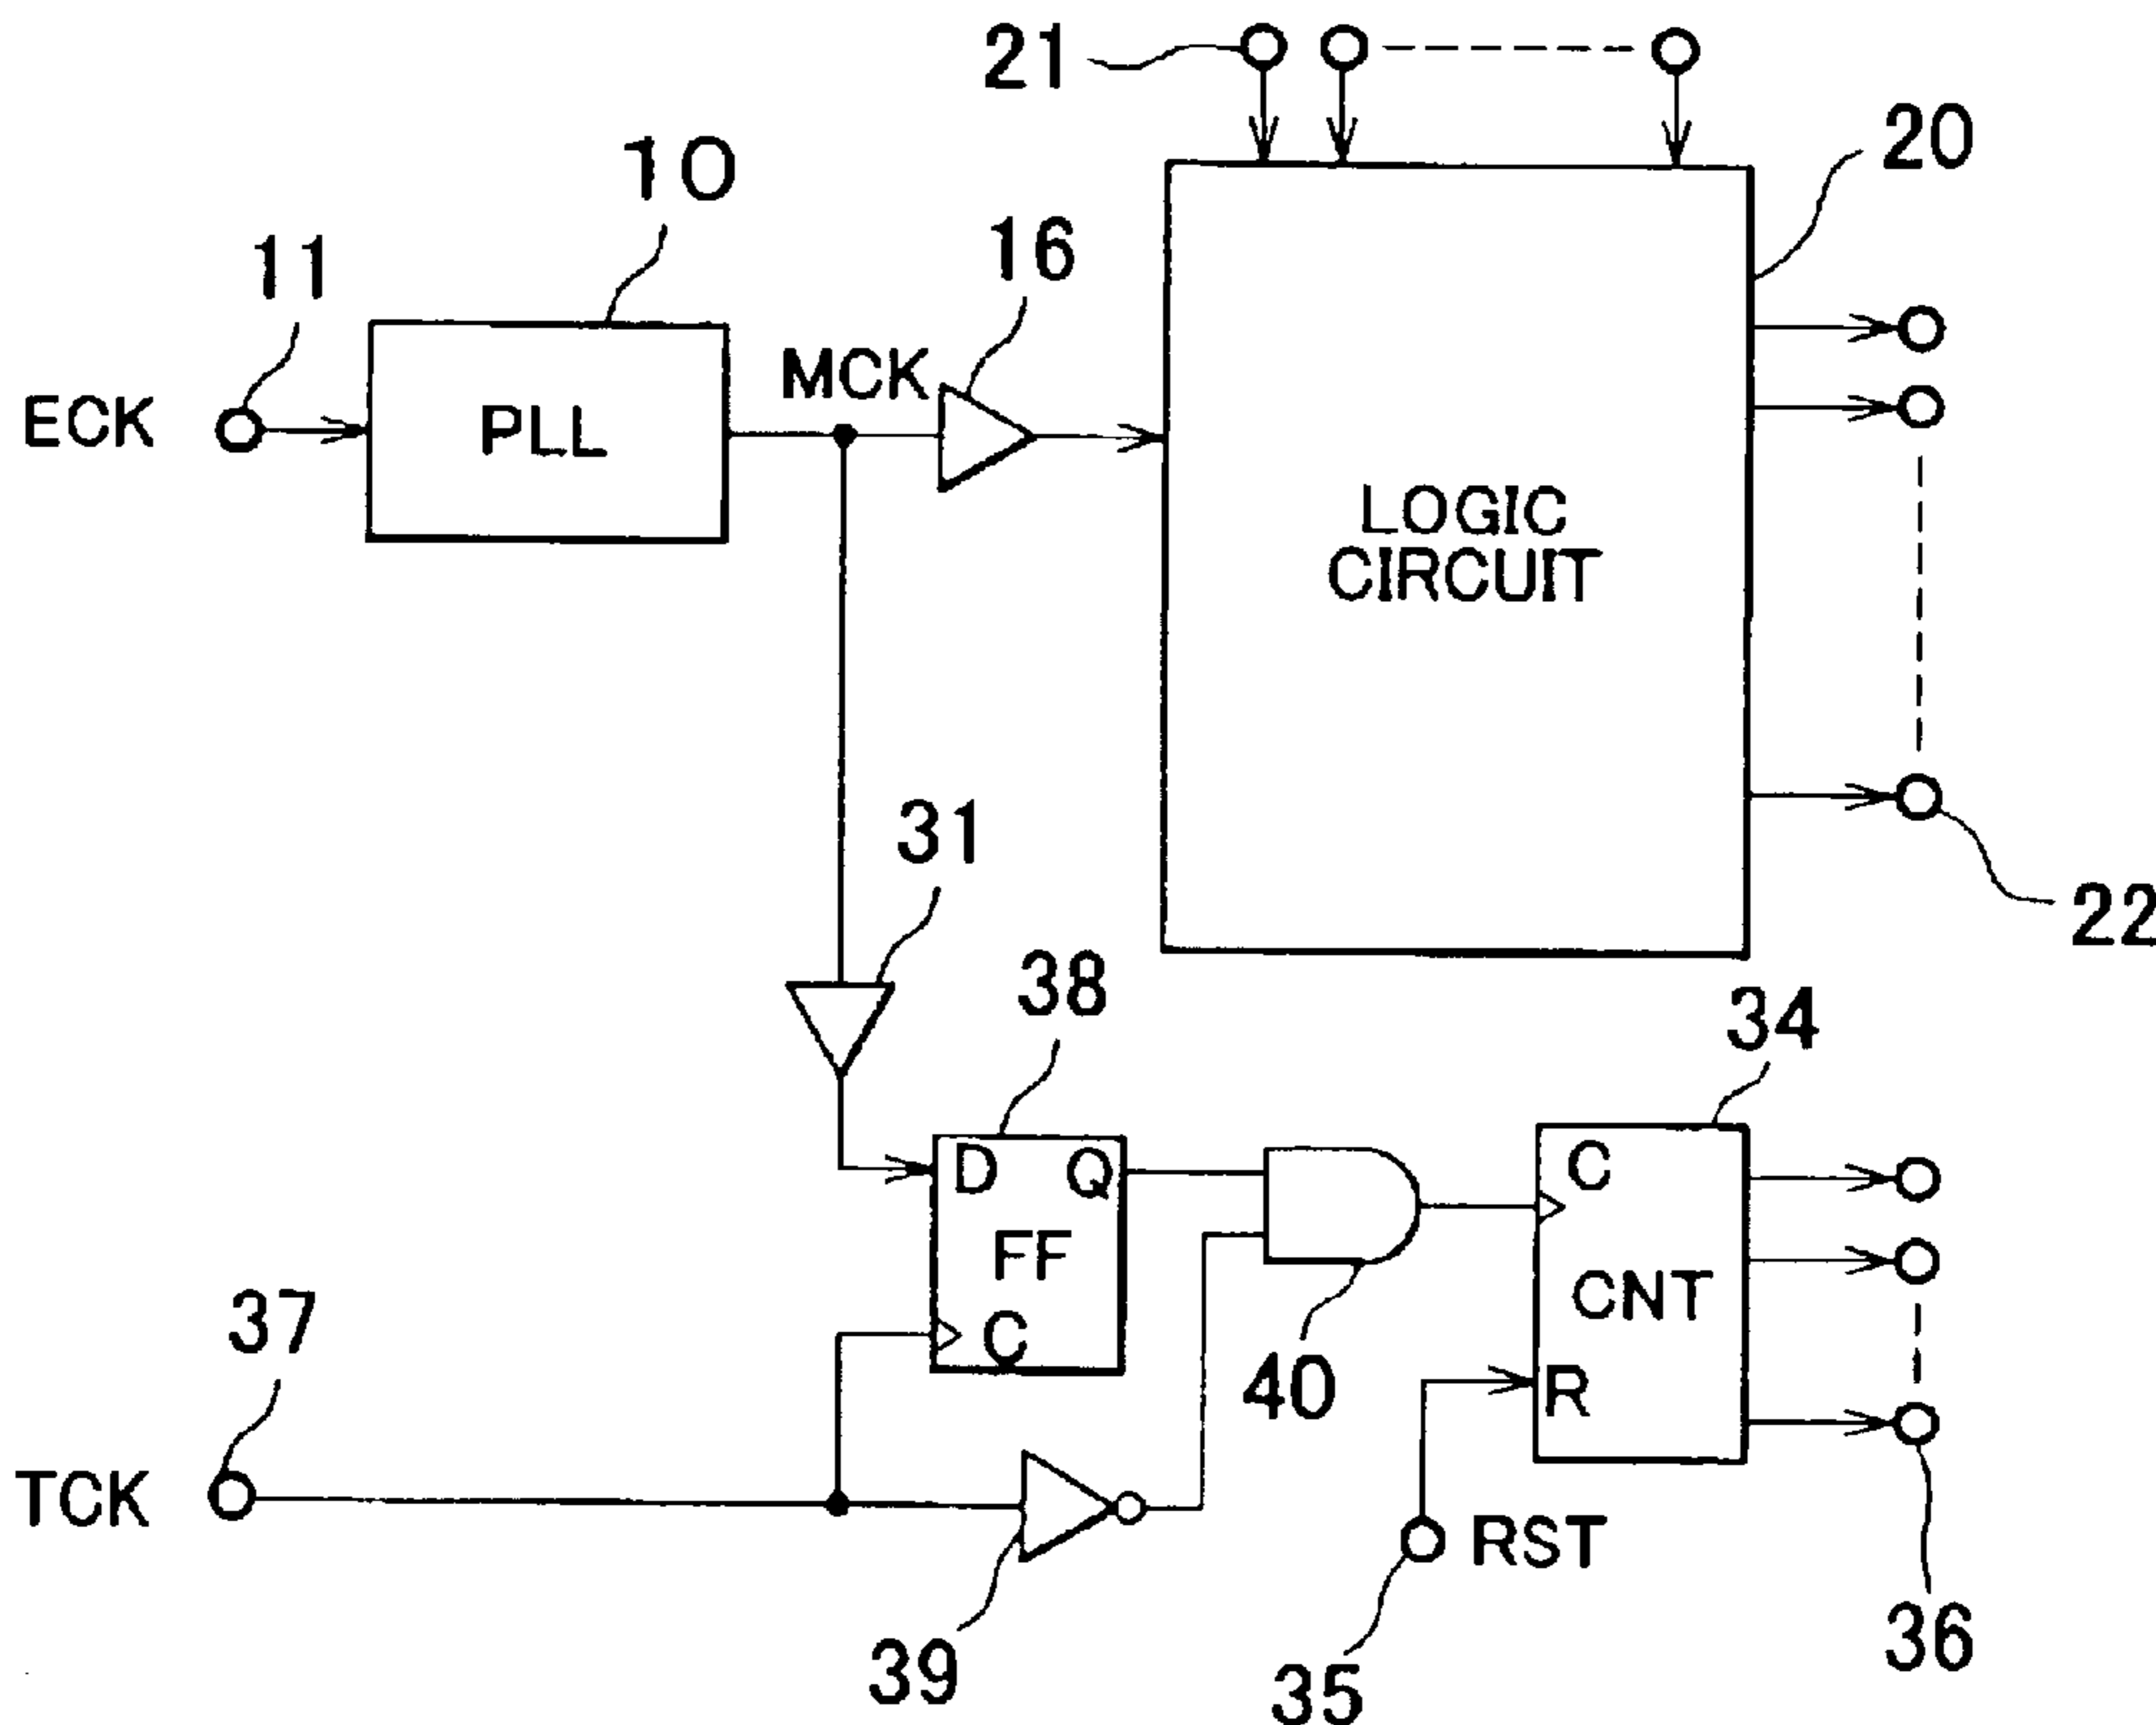 21
20
10
11
16
MCK
ECK
PLL
LOGIC
CIRCUIT
31
22
38
34
D Q
C
FF
CNT
C
37
40
R
TCK
RST
39
35
36